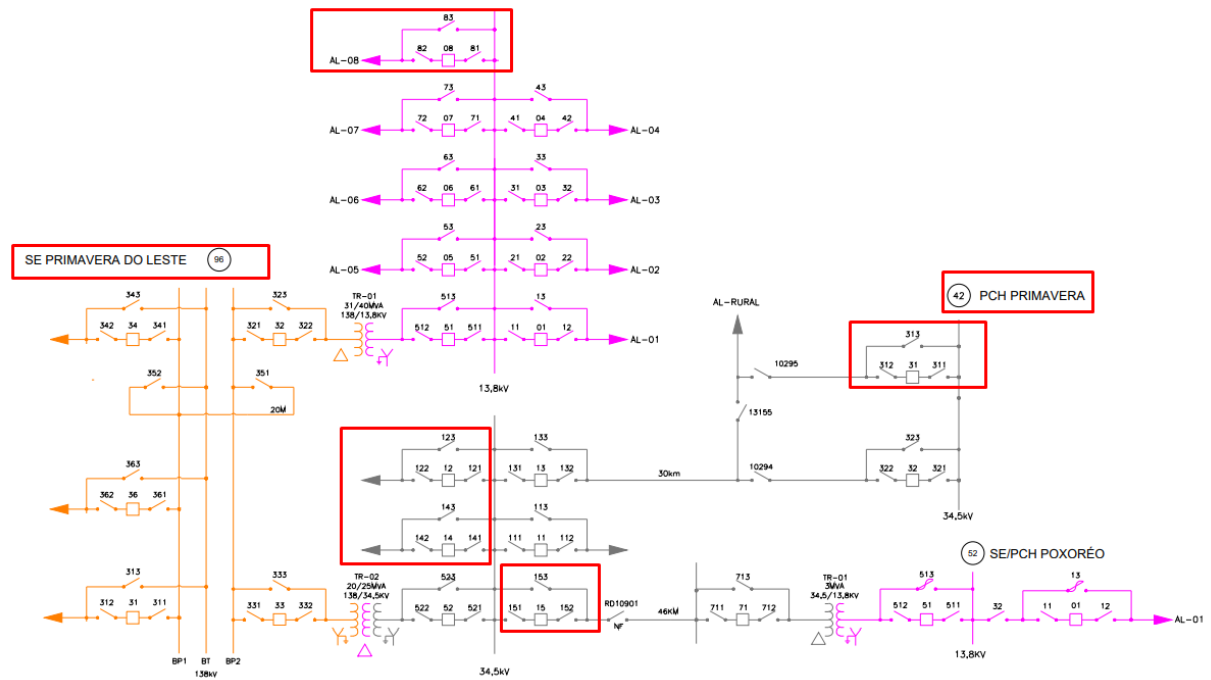 83
82 08 81
AL-08
73 43
72 07 71 41 04 42
AL-07 AL-04
63 33
62 06 61 31 03 32
AL-06 AL-03
53 23
SE PRIMAVERA DO LESTE 96
52 05 51 21 02 22
AL-05 AL-02
42 PCH PRIMAVERA
343 323
TR-01
31/40MVA
138/13,8KV
513 13
AL-RURAL
342 34 341 321 32 322 512 51 511 11 01 12
AL-01
313
10295
312 31 311
352 351
20M
13,8kV
13155
123 133
323
363
122 12 121 131 13 132
30km
10294
322 32 321
362 36 361
143 113
34,5kV
142 14 141 111 11 112
52 SE/PCH POXORÉO
313 333
TR-02
20/25MVA
138/34,5KV
523 153
713
TR-01
3MVA
34,5/13,8KV
513 13
312 31 311 331 33 332 522 52 521 151 15 152
RD10901
NF
46KM
711 71 712 512 51 511 32 11 01 12
AL-01
13,8KV
BP1 BT BP2
138kV
34,5kV